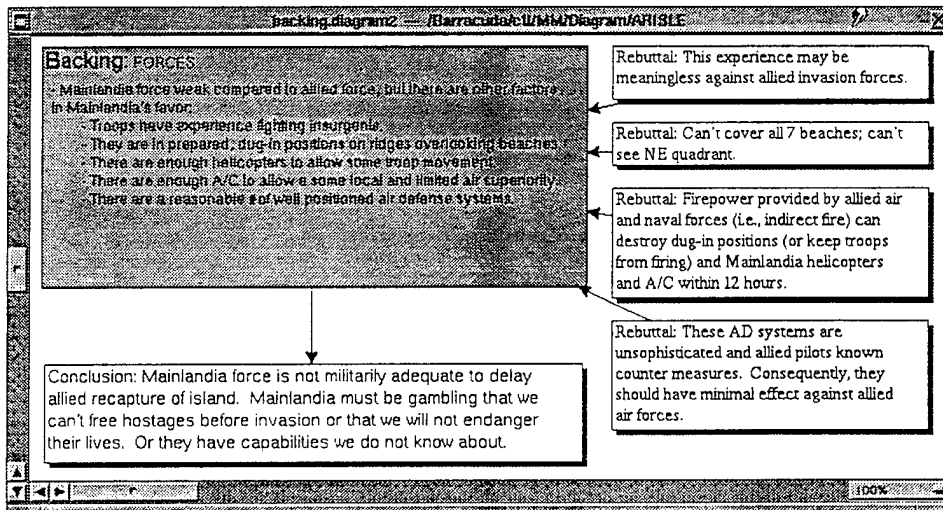 backing.diagram2 — /Barracuda/c11/MM/Diagram/ARISLE
Backing: FORCES
- Mainlandia force weak compared to allied force, but there are other factors
in Mainlandia's favor:
- Troops have experience fighting insurgents.
- They are in prepared, dug-in positions on ridges overlooking beaches.
- There are enough helicopters to allow some troop movement.
- There are enough A/C to allow a some local and limited air superiority.
- There are a reasonable # of well positioned air defense systems.
Rebuttal: This experience may be
meaningless against allied invasion forces.
Rebuttal: Can't cover all 7 beaches; can't
see NE quadrant.
Rebuttal: Firepower provided by allied air
and naval forces (i.e., indirect fire) can
destroy dug-in positions (or keep troops
from firing) and Mainlandia helicopters
and A/C within 12 hours.
Rebuttal: These AD systems are
unsophisticated and allied pilots known
counter measures. Consequently, they
should have minimal effect against allied
air forces.
Conclusion: Mainlandia force is not militarily adequate to delay
allied recapture of island. Mainlandia must be gambling that we
can't free hostages before invasion or that we will not endanger
their lives. Or they have capabilities we do not know about.
100%